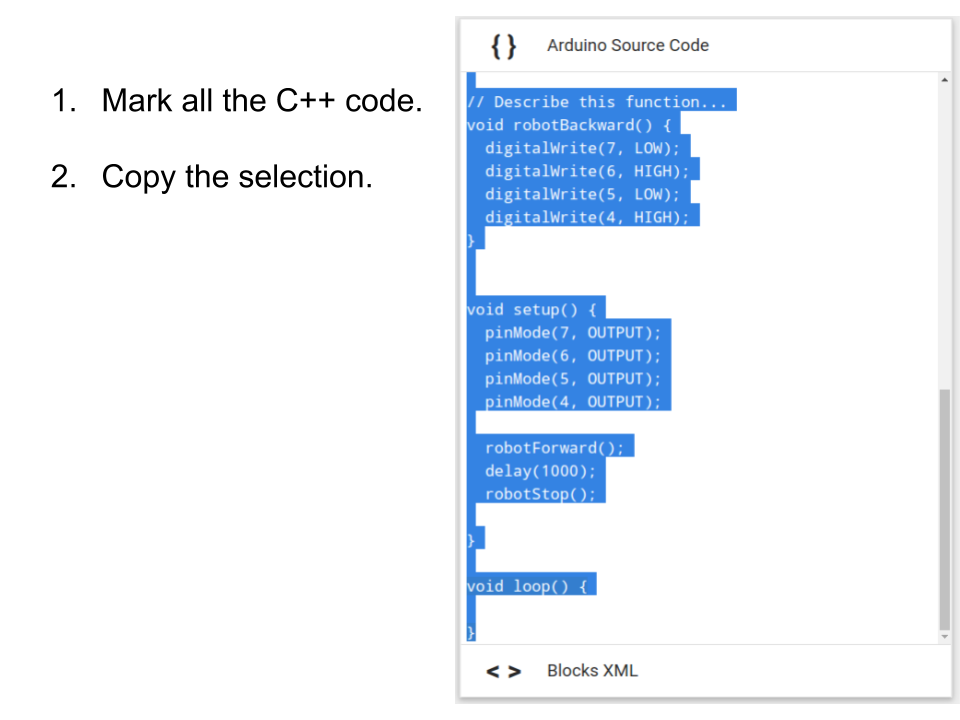 1. Mark all the C++ code.
2. Copy the selection.
{ } Arduino Source Code
// Describe this function...
void robotBackward() {
  digitalWrite(7, LOW);
  digitalWrite(6, HIGH);
  digitalWrite(5, LOW);
  digitalWrite(4, HIGH);
}
void setup() {
  pinMode(7, OUTPUT);
  pinMode(6, OUTPUT);
  pinMode(5, OUTPUT);
  pinMode(4, OUTPUT);
  robotForward();
  delay(1000);
  robotStop();
}
void loop() {
}
< > Blocks XML